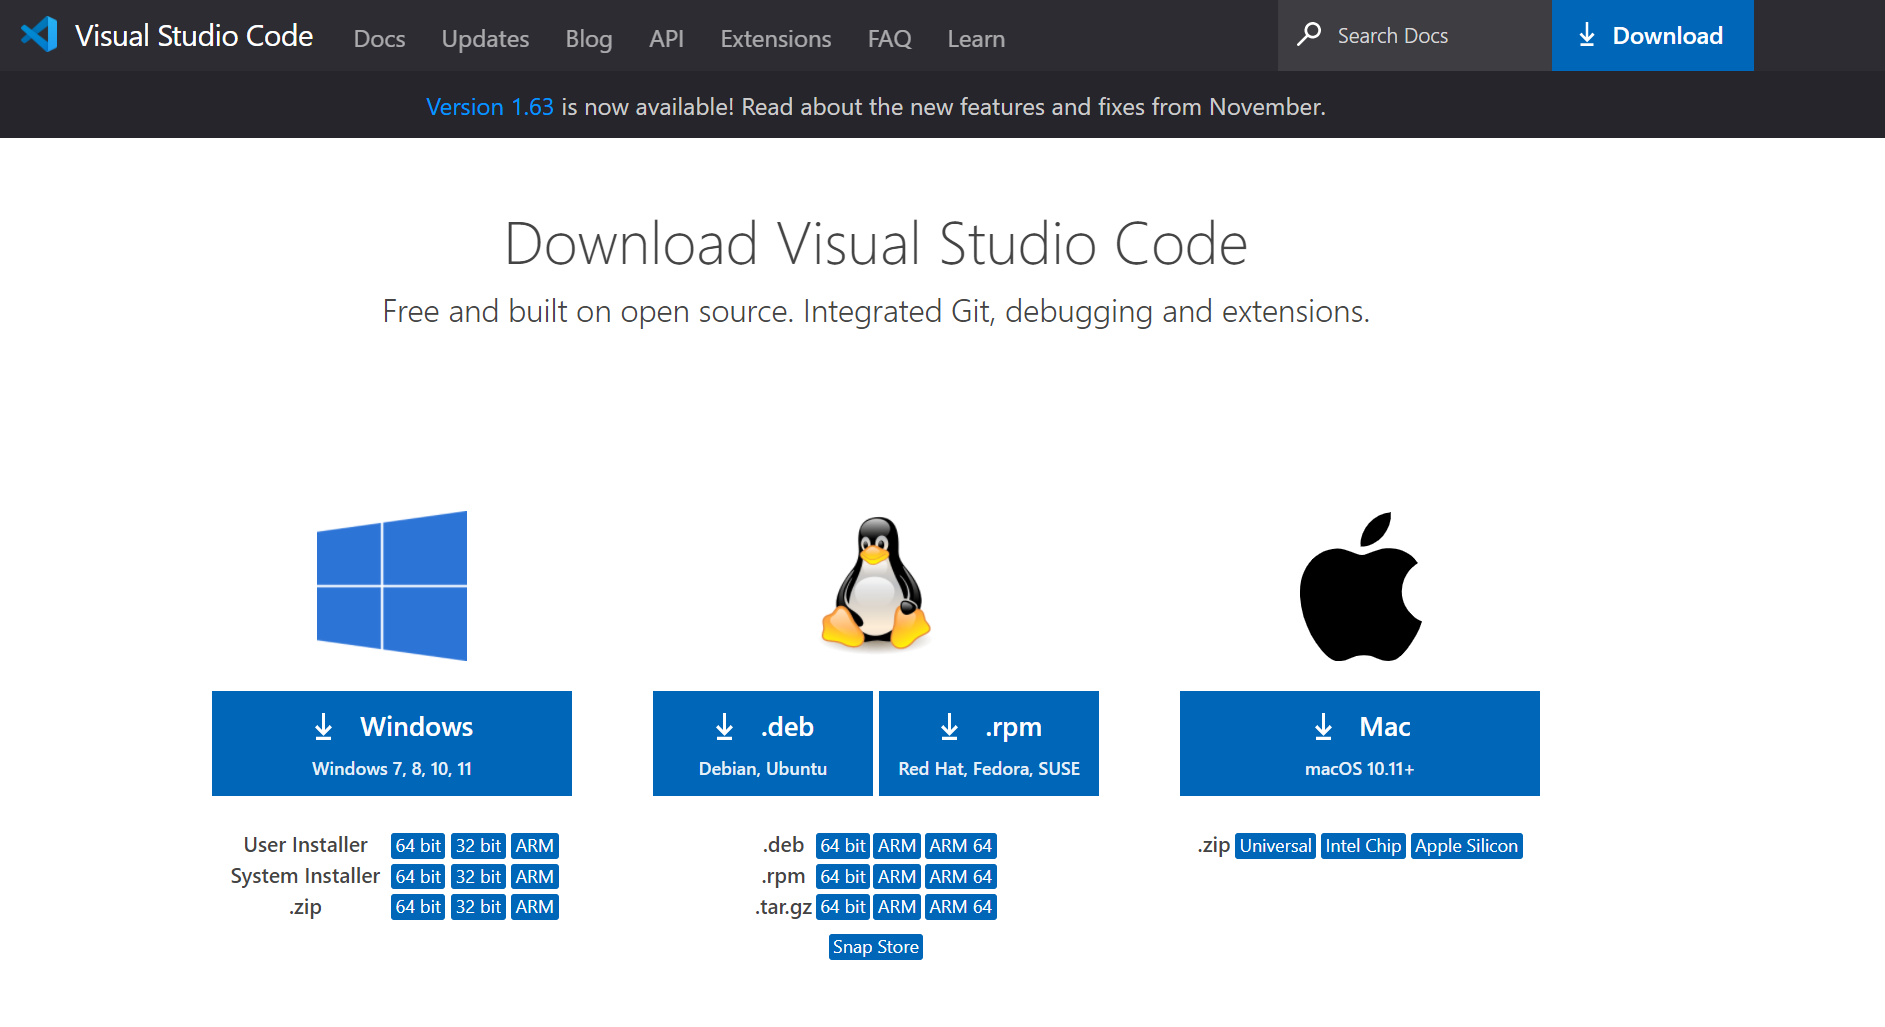 Visual Studio Code Docs Updates Blog API Extensions FAQ Learn Search Docs Download
Version 1.63 is now available! Read about the new features and fixes from November.
Download Visual Studio Code
Free and built on open source. Integrated Git, debugging and extensions.
Windows
Windows 7, 8, 10, 11
User Installer 64 bit 32 bit ARM
System Installer 64 bit 32 bit ARM
.zip 64 bit 32 bit ARM
.deb
Debian, Ubuntu
.rpm
Red Hat, Fedora, SUSE
.deb 64 bit ARM ARM 64
.rpm 64 bit ARM ARM 64
.tar.gz 64 bit ARM ARM 64
Snap Store
Mac
macOS 10.11+
.zip Universal Intel Chip Apple Silicon